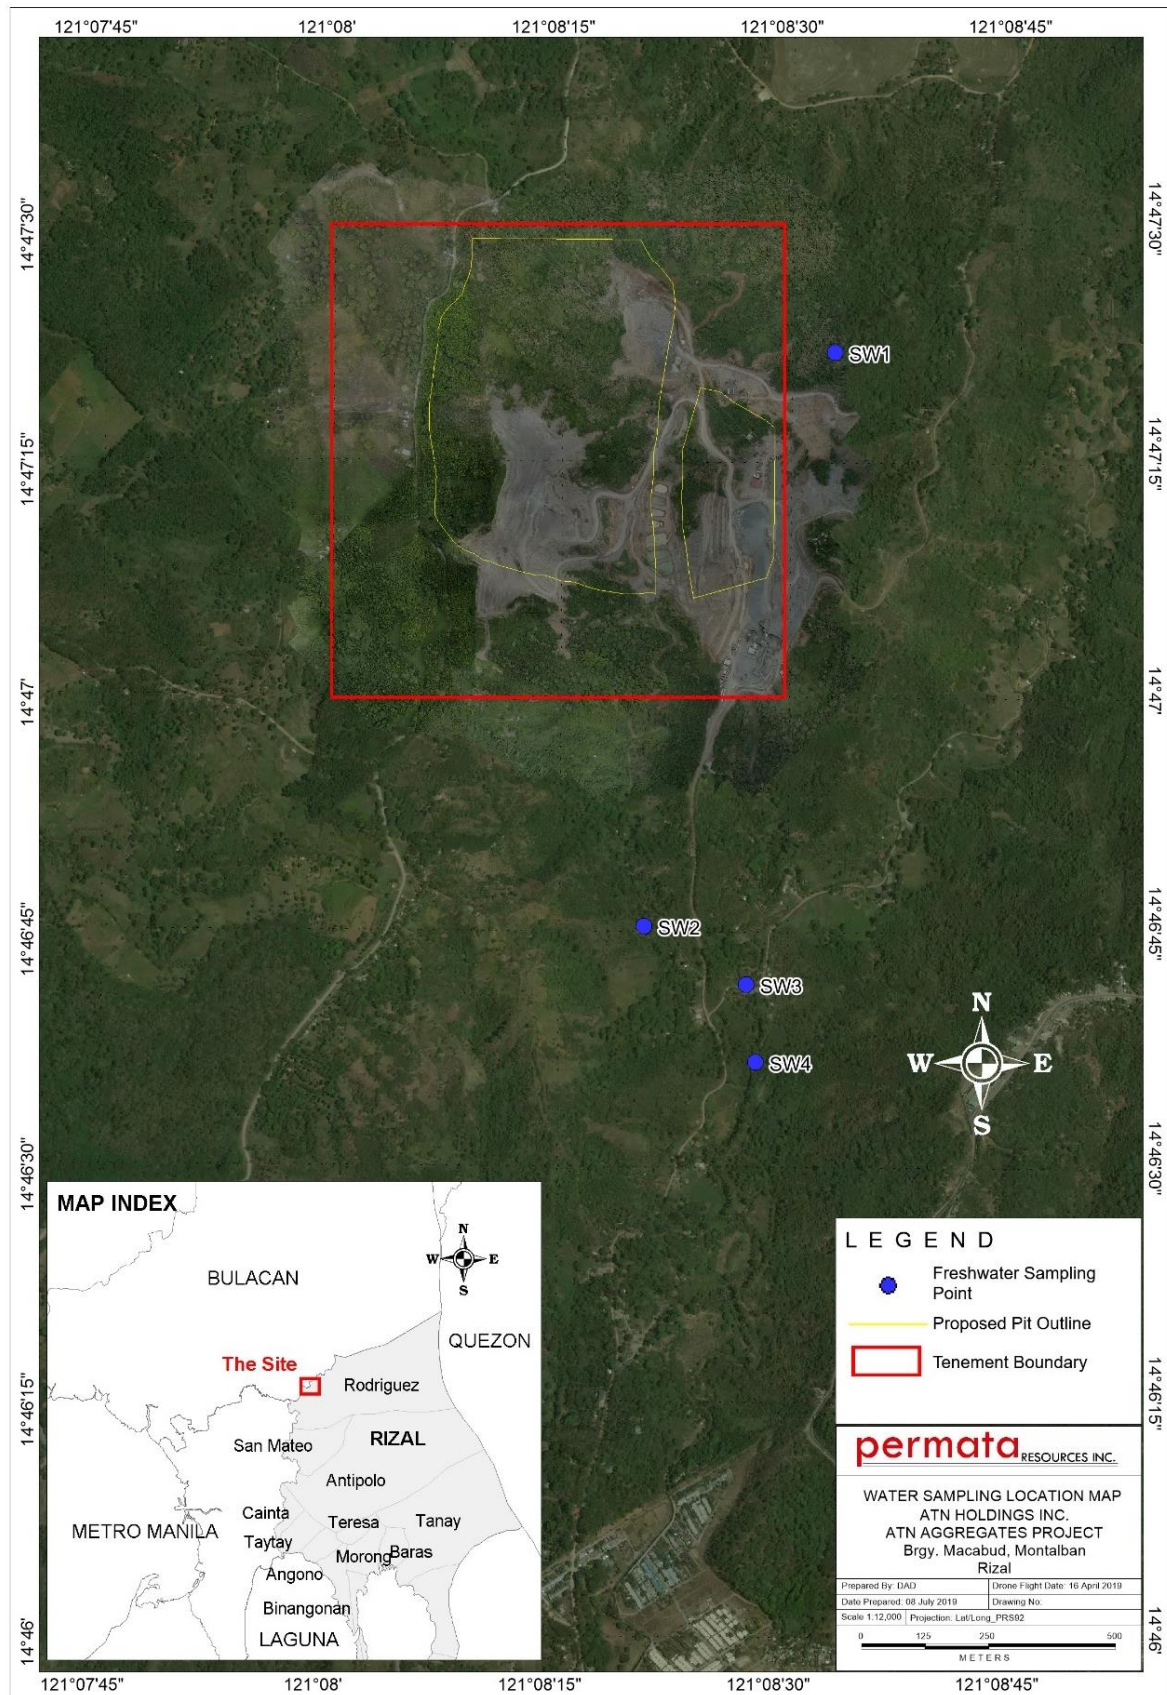 121°07'45" 121°08' 121°08'15" 121°08'30" 121°08'45"
14°47'30"
14°47'15"
14°47'
14°46'45"
14°46'30"
14°46'15"
14°46'
14°47'30"
14°47'15"
14°47'
14°46'45"
14°46'30"
14°46'15"
14°46'
SW1
SW2
SW3
SW4
N
W E
S
MAP INDEX
N
W E
S
BULACAN
QUEZON
The Site
Rodriguez
San Mateo
RIZAL
Antipolo
Cainta
METRO MANILA
Teresa
Tanay
Taytay
Morong
Baras
Angono
Binangonan
LAGUNA
LEGEND
Freshwater Sampling
Point
Proposed Pit Outline
Tenement Boundary
permata RESOURCES INC.
WATER SAMPLING LOCATION MAP
ATN HOLDINGS INC.
ATN AGGREGATES PROJECT
Brgy. Macabud, Montalban
Rizal
Prepared By: DAD Drone Flight Date: 16 April 2019
Date Prepared: 08 July 2019 Drawing No:
Scale 1:12,000 Projection: Lat/Long_PRS92
0 125 250 500
METERS
121°07'45" 121°08' 121°08'15" 121°08'30" 121°08'45"